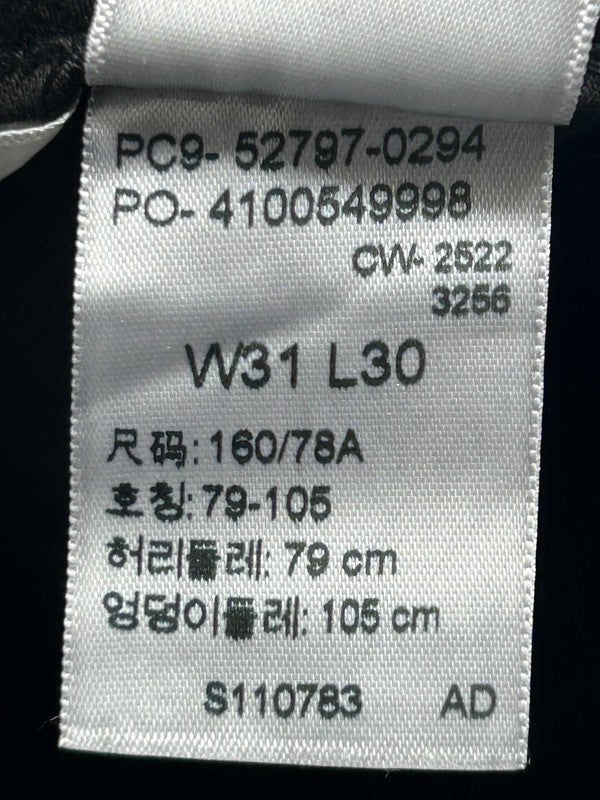 PC9- 52797-0294
PO- 4100549998
CW- 2522
3256
W31 L30
尺码: 160/78A
호칭: 79-105
허리둘레: 79 cm
엉덩이둘레: 105 cm
S110783 AD